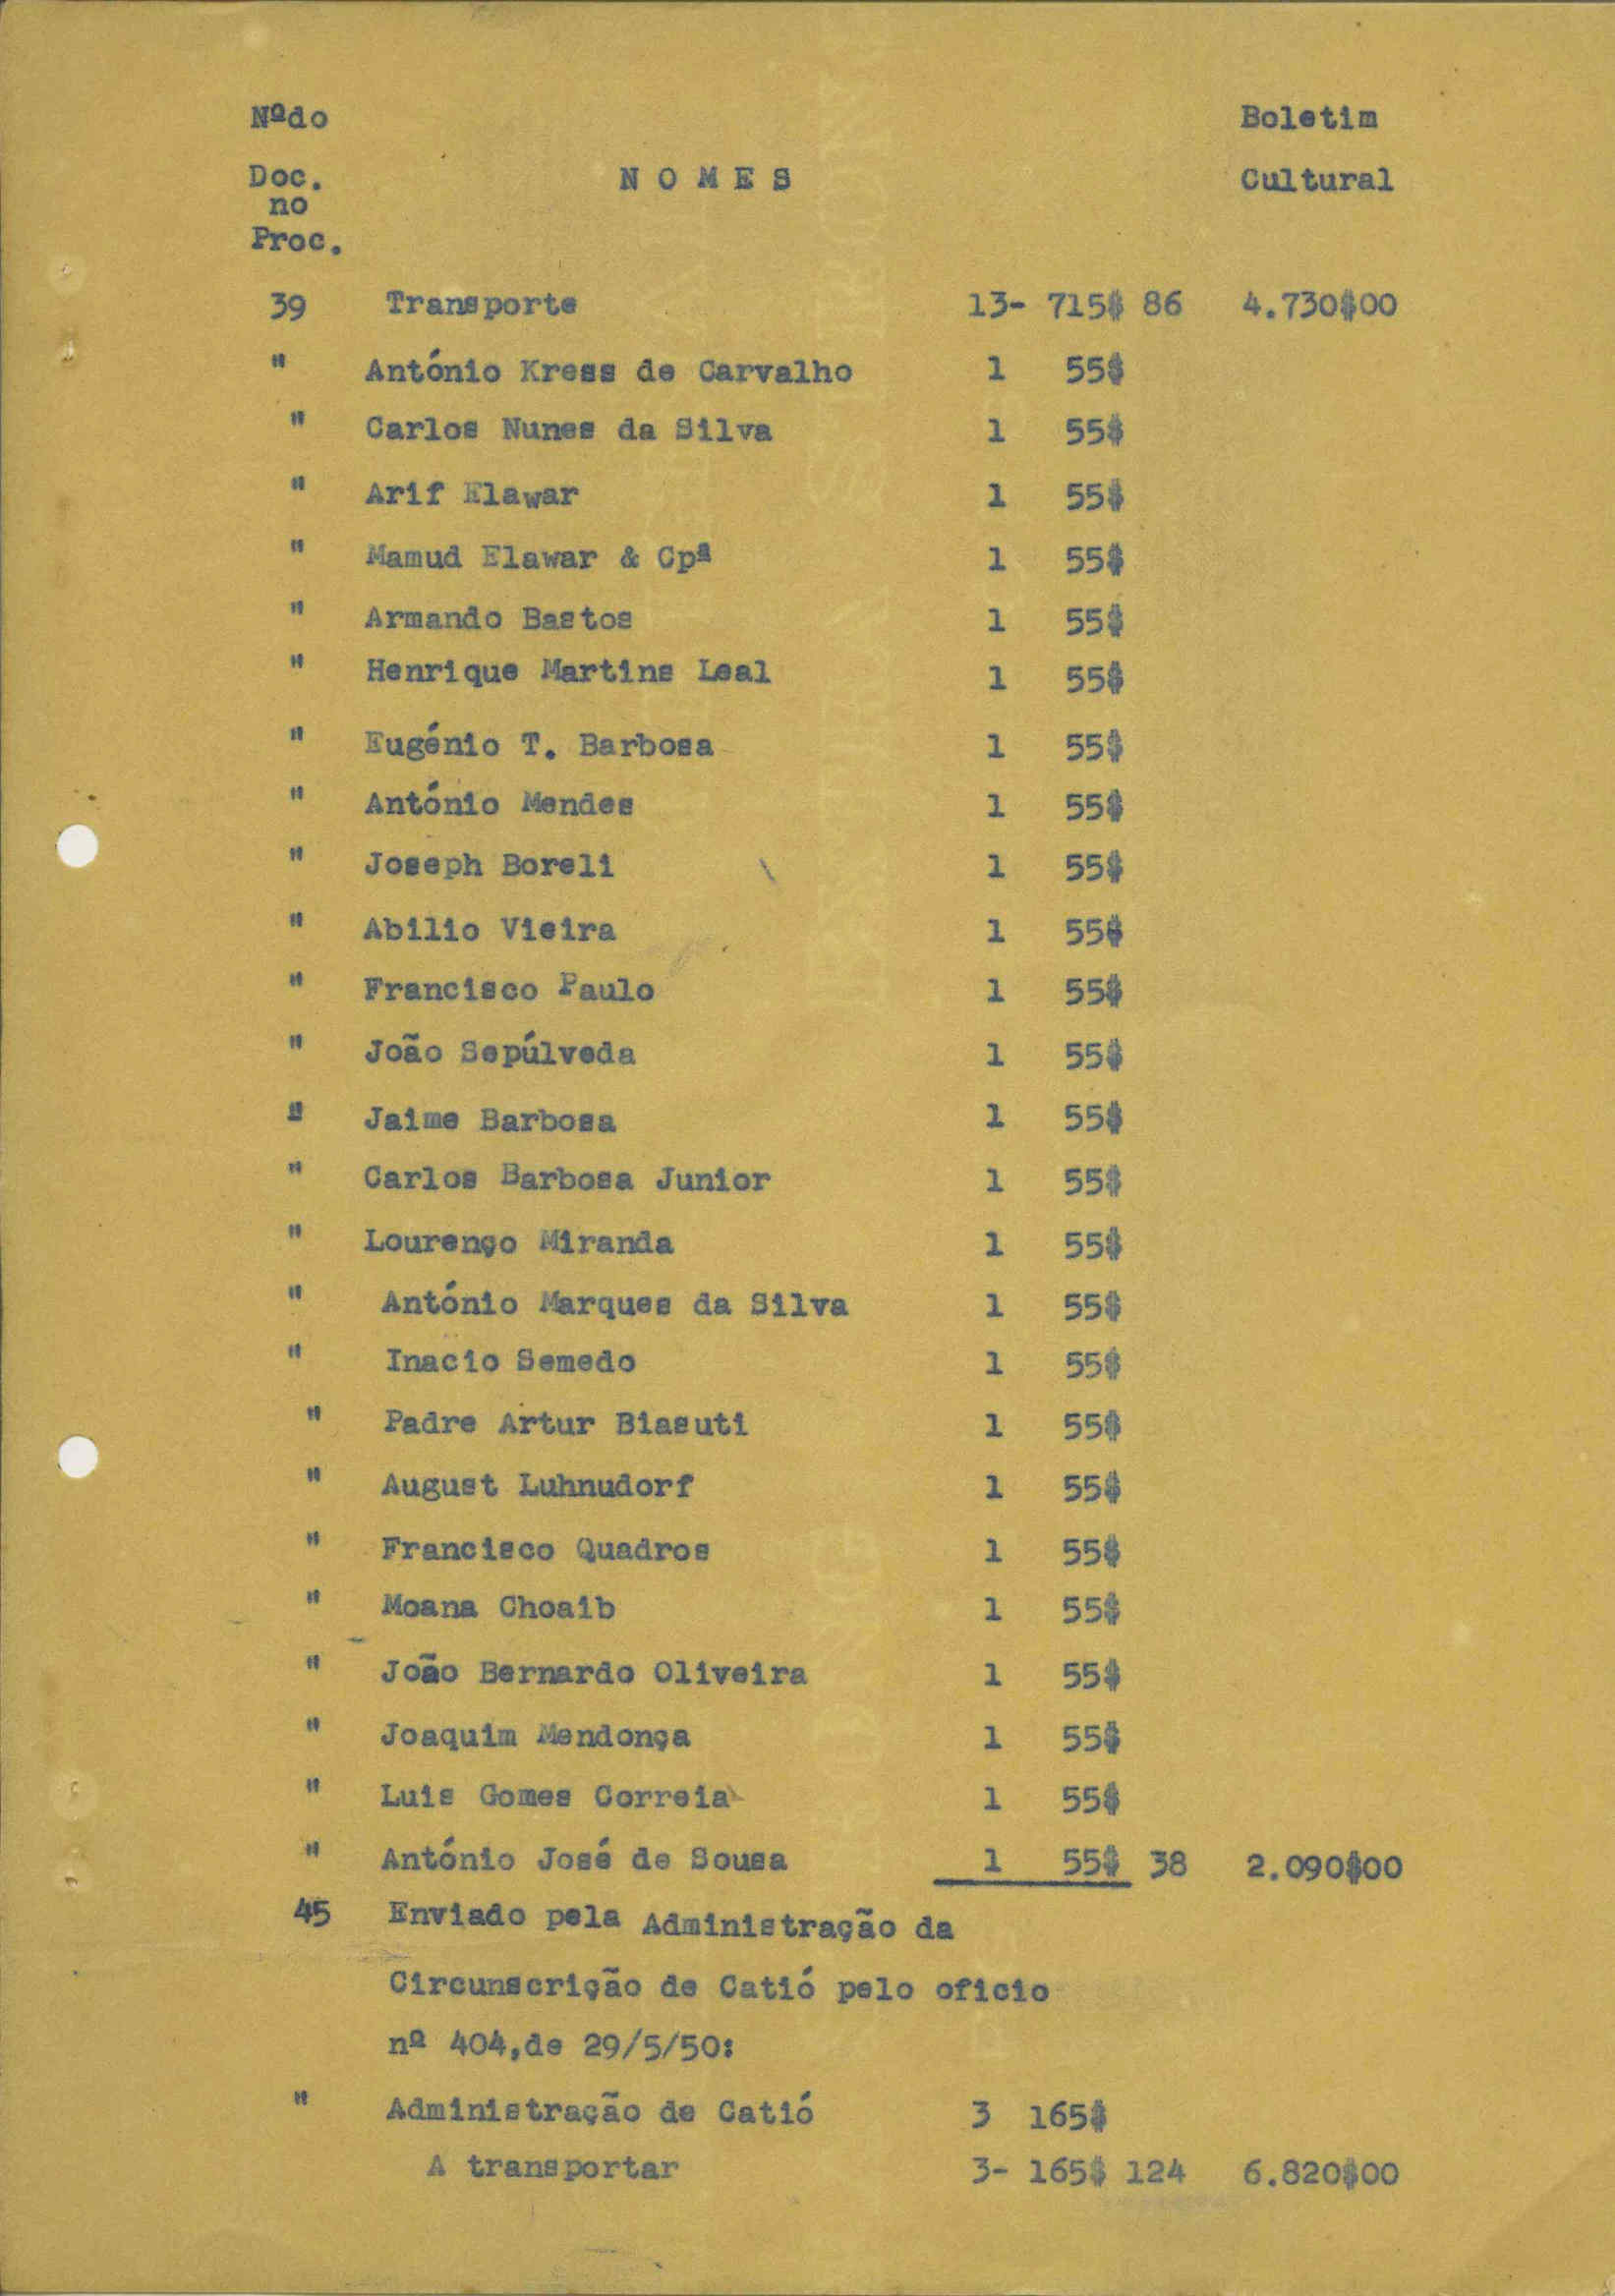 Nºdo Boletim
Doc. N O M E S Cultural
no
Proc.
39 Transporte 13- 715$ 86 4.730$00
" António Kress de Carvalho 1 55$
" Carlos Nunes da Silva 1 55$
" Arif Elawar 1 55$
" Mamud Elawar & Cpª 1 55$
" Armando Bastos 1 55$
" Henrique Martins Leal 1 55$
" Eugénio T. Barbosa 1 55$
" António Mendes 1 55$
" Joseph Boreli 1 55$
" Abilio Vieira 1 55$
" Francisco Paulo 1 55$
" João Sepúlveda 1 55$
" Jaime Barbosa 1 55$
" Carlos Barbosa Junior 1 55$
" Lourenço Miranda 1 55$
" António Marques da Silva 1 55$
" Inacio Semedo 1 55$
" Padre Artur Biasuti 1 55$
" August Luhnudorf 1 55$
" Francisco Quadros 1 55$
" Moana Choaib 1 55$
" João Bernardo Oliveira 1 55$
" Joaquim Mendonça 1 55$
" Luis Gomes Correia 1 55$
" António José de Sousa 1 55$ 38 2.090$00
45 Enviado pela Administração da
Circunscrição de Catió pelo oficio
nº 404,de 29/5/50:
" Administração de Catió 3 165$
A transportar 3- 165$ 124 6.820$00